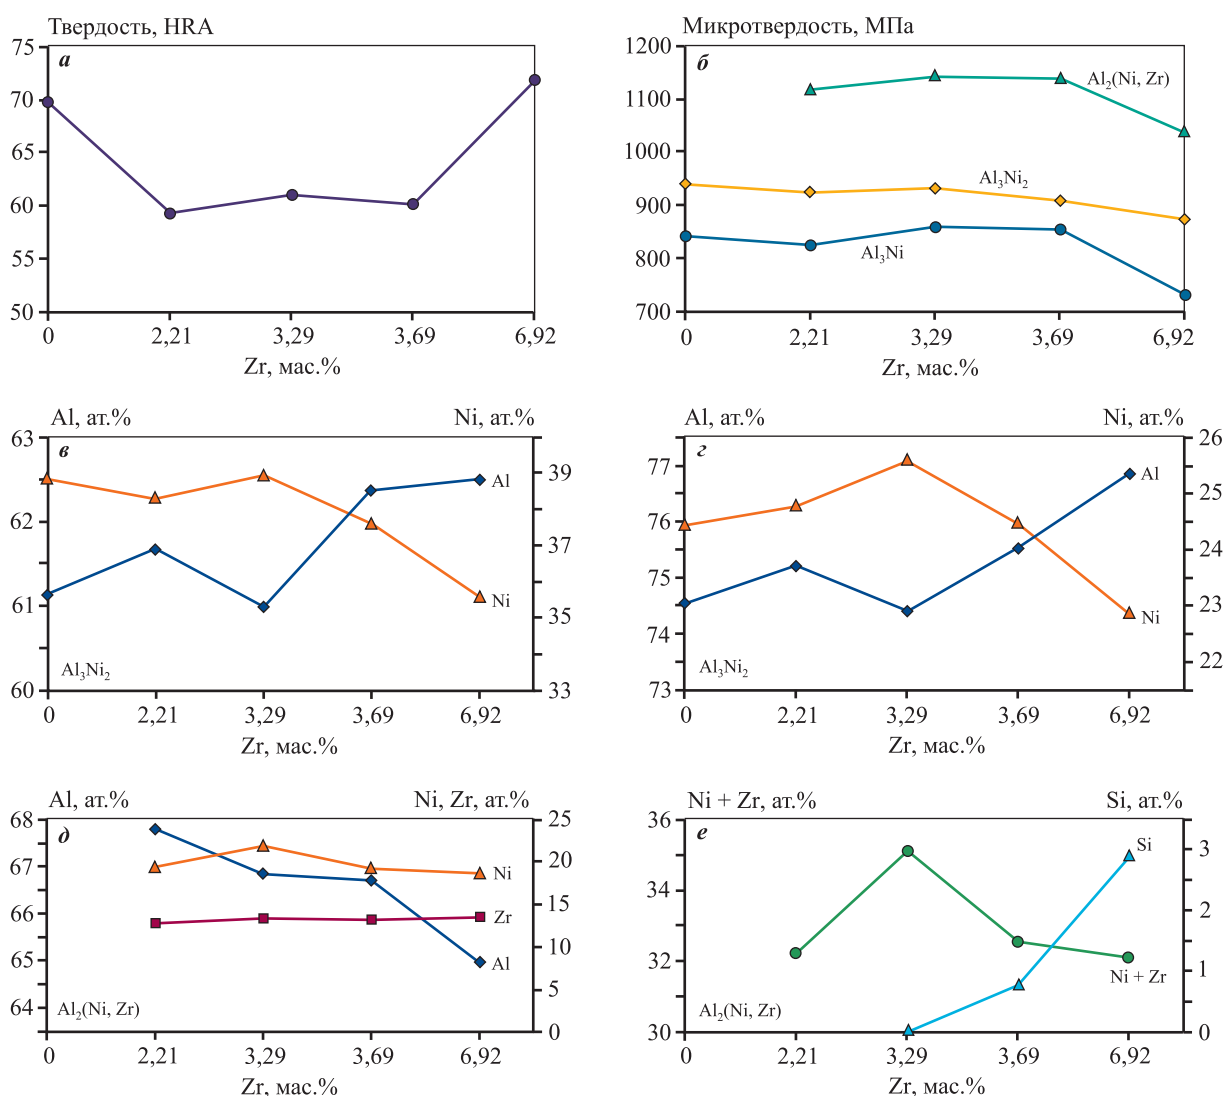 Твердость, HRA
а
75
70
65
60
55
50
0 2,21 3,29 3,69 6,92
Zr, мас.%
Микротвердость, МПа
б
1200
1100
1000
900
800
700
Al2(Ni, Zr)
Al3Ni2
Al3Ni
0 2,21 3,29 3,69 6,92
Zr, мас.%
Al, ат.% Ni, ат.%
в
63
62
61
60
39
37
35
33
Al
Ni
Al3Ni2
0 2,21 3,29 3,69 6,92
Zr, мас.%
Al, ат.% Ni, ат.%
г
77
76
75
74
73
26
25
24
23
22
Al
Ni
Al3Ni2
0 2,21 3,29 3,69 6,92
Zr, мас.%
Al, ат.% Ni, Zr, ат.%
д
68
67
66
65
64
25
20
15
10
5
0
Ni
Zr
Al
Al2(Ni, Zr)
2,21 3,29 3,69 6,92
Zr, мас.%
Ni + Zr, ат.% Si, ат.%
е
36
34
32
30
3
2
1
0
Si
Ni + Zr
Al2(Ni, Zr)
0 2,21 3,29 3,69 6,92
Zr, мас.%